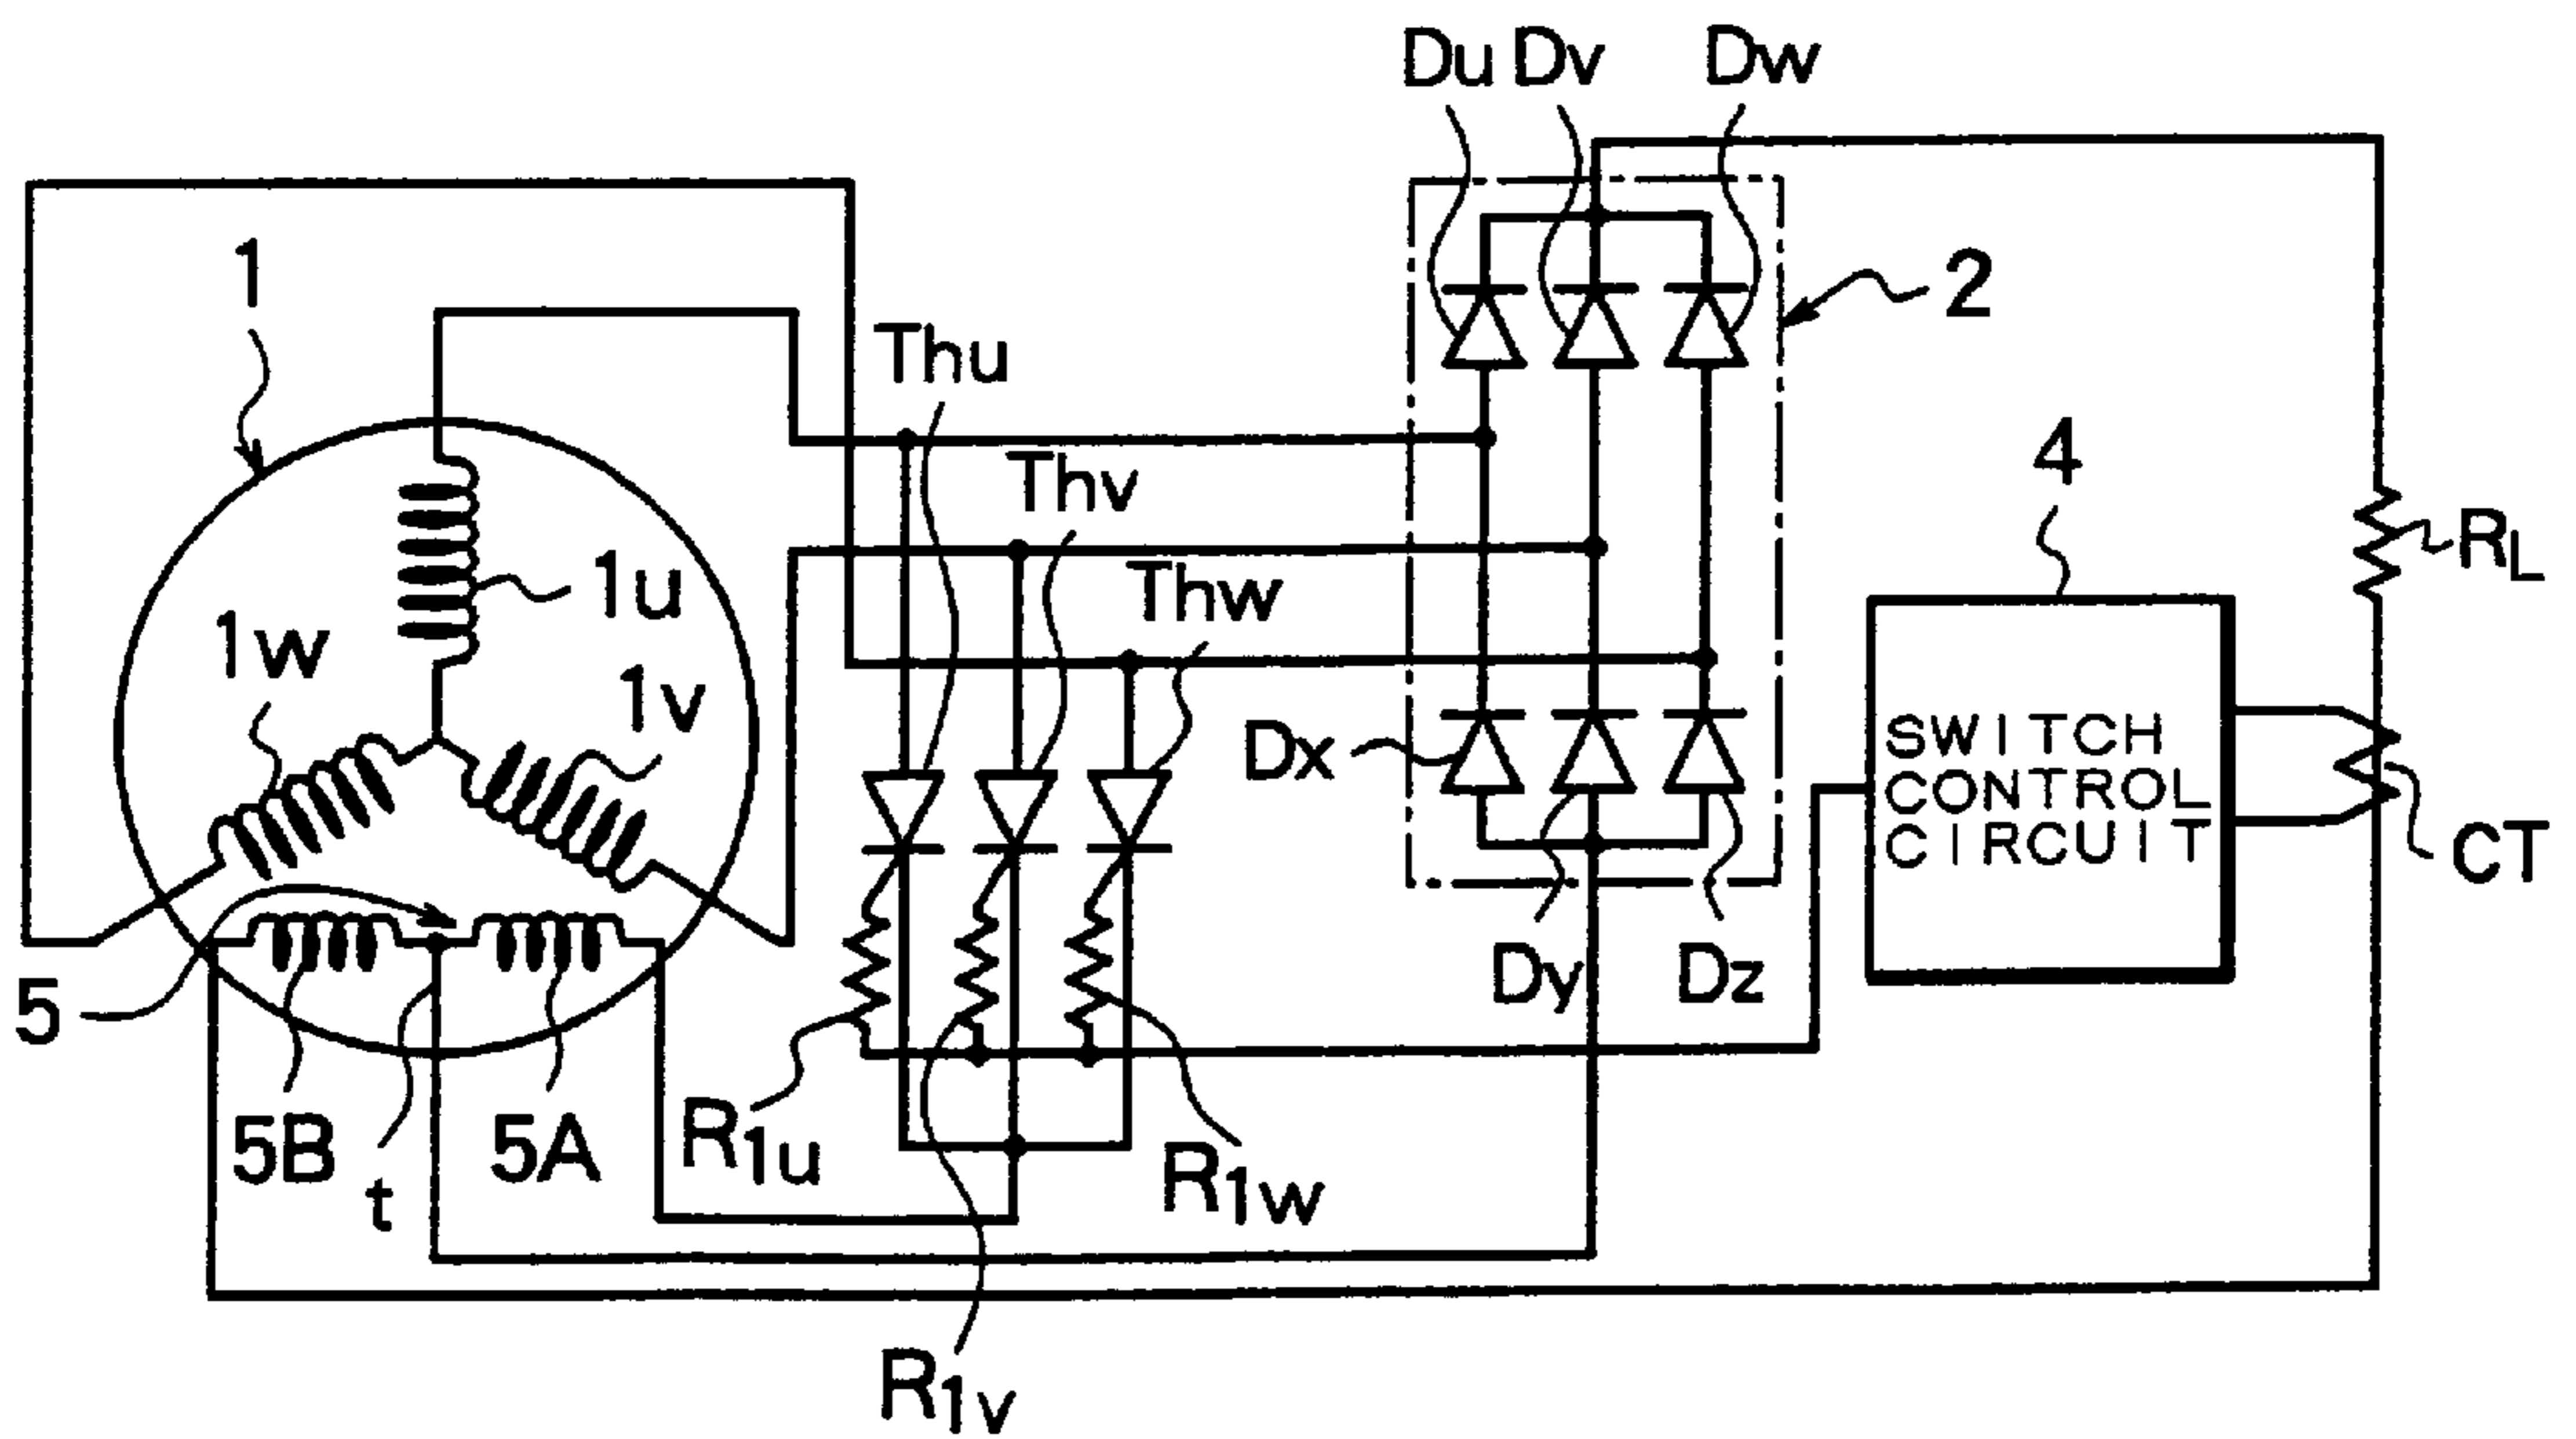 Du Dv Dw
1
2
Thu
Thv
Thw
4
RL
1u
1w
1v
Dx
SWITCH
CONTROL
CIRCUIT
CT
5
Dy Dz
5B
t
5A
R1u
R1w
R1v